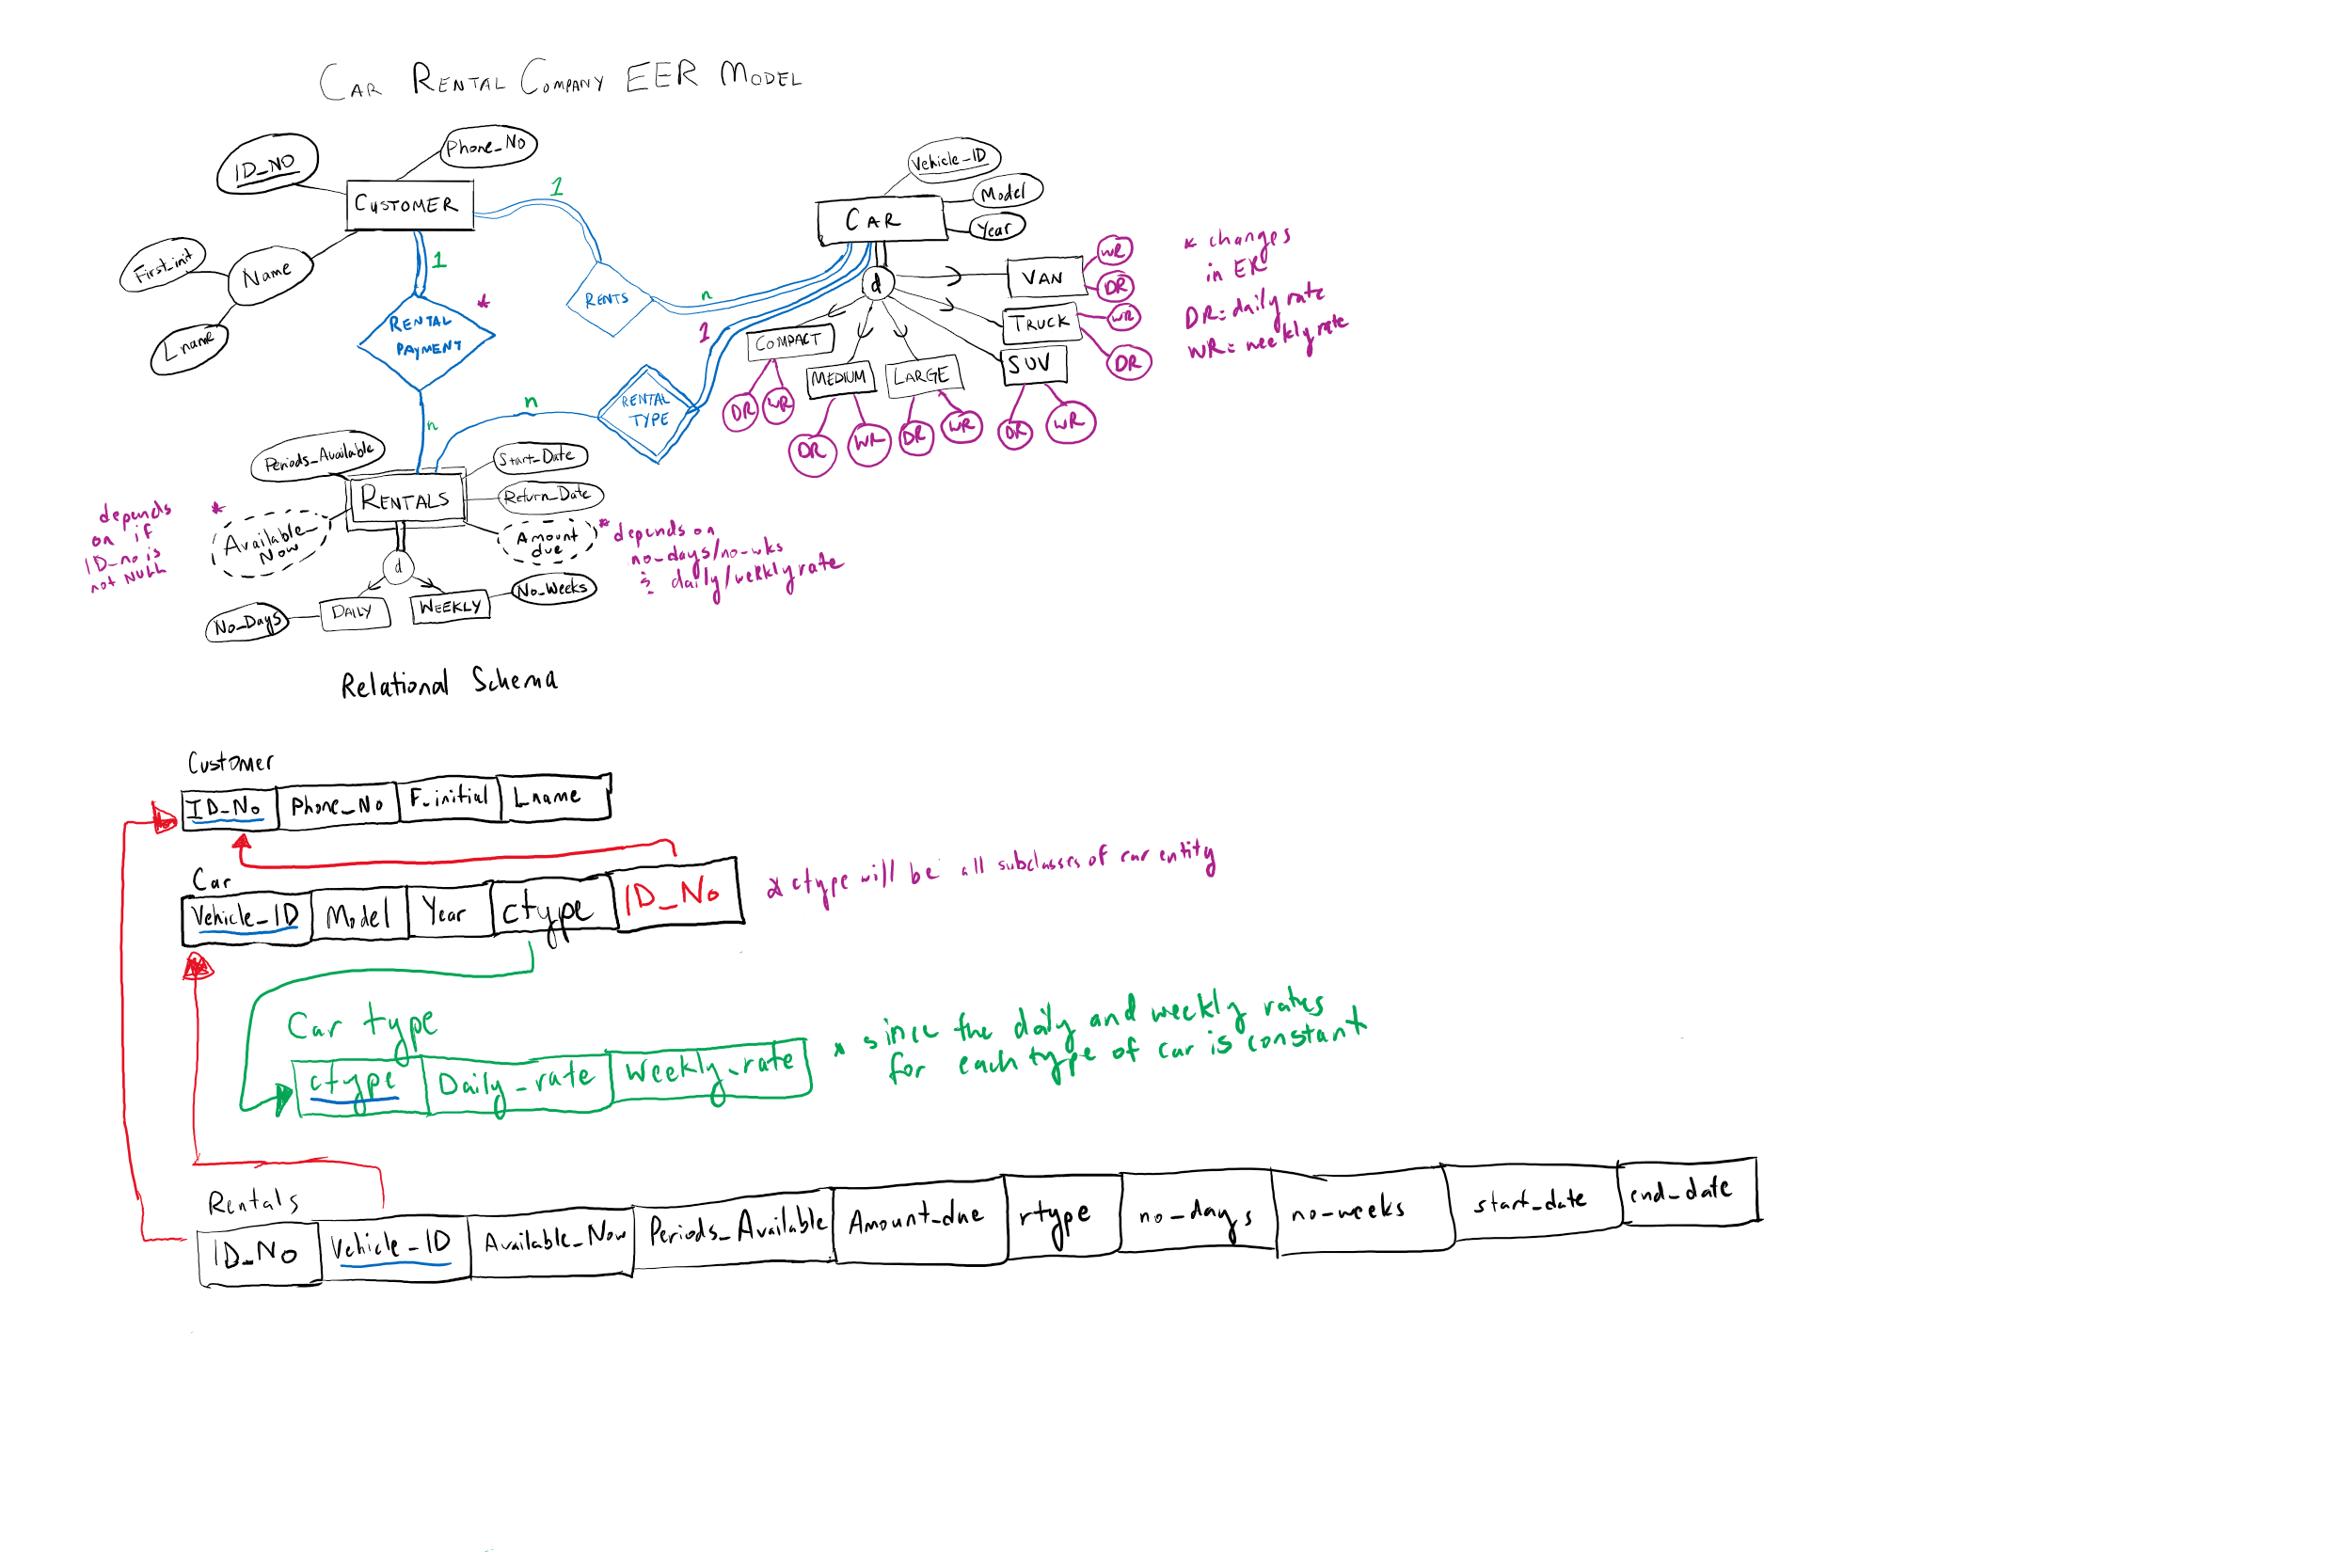 CAR RENTAL COMPANY EER MODEL
ID_NO
Phone_No
CUSTOMER
First_init
Name
Lname
1
1
RENTS
n
RENTAL
PAYMENT
*
n
Vehicle_ID
Model
Year
CAR
d
VAN
WR
DR
TRUCK
WR
DR
SUV
DR
WR
COMPACT
DR
WR
MEDIUM
DR
WR
LARGE
DR
WR
* changes
in ER
DR = daily rate
WR = weekly rate
1
RENTAL
TYPE
n
Periods_Available
Start_Date
RENTALS
Return_Date
Available_
Now
Amount
due
* depends on
no_days/no-wks
& daily/weekly rate
depends *
on if
ID_no is
not NULL
d
DAILY
WEEKLY
No_Days
No_Weeks
Relational Schema
Customer
ID_No Phone_No F_initial Lname
Car
Vehicle_ID Model Year ctype ID_No
* ctype will be all subclasses of car entity
Car type
ctype Daily_rate Weekly_rate
* since the daily and weekly rates
for each type of car is constant
Rentals
ID_No Vehicle_ID Available_Now Periods_Available Amount_due rtype no_days no_weeks start_date end_date